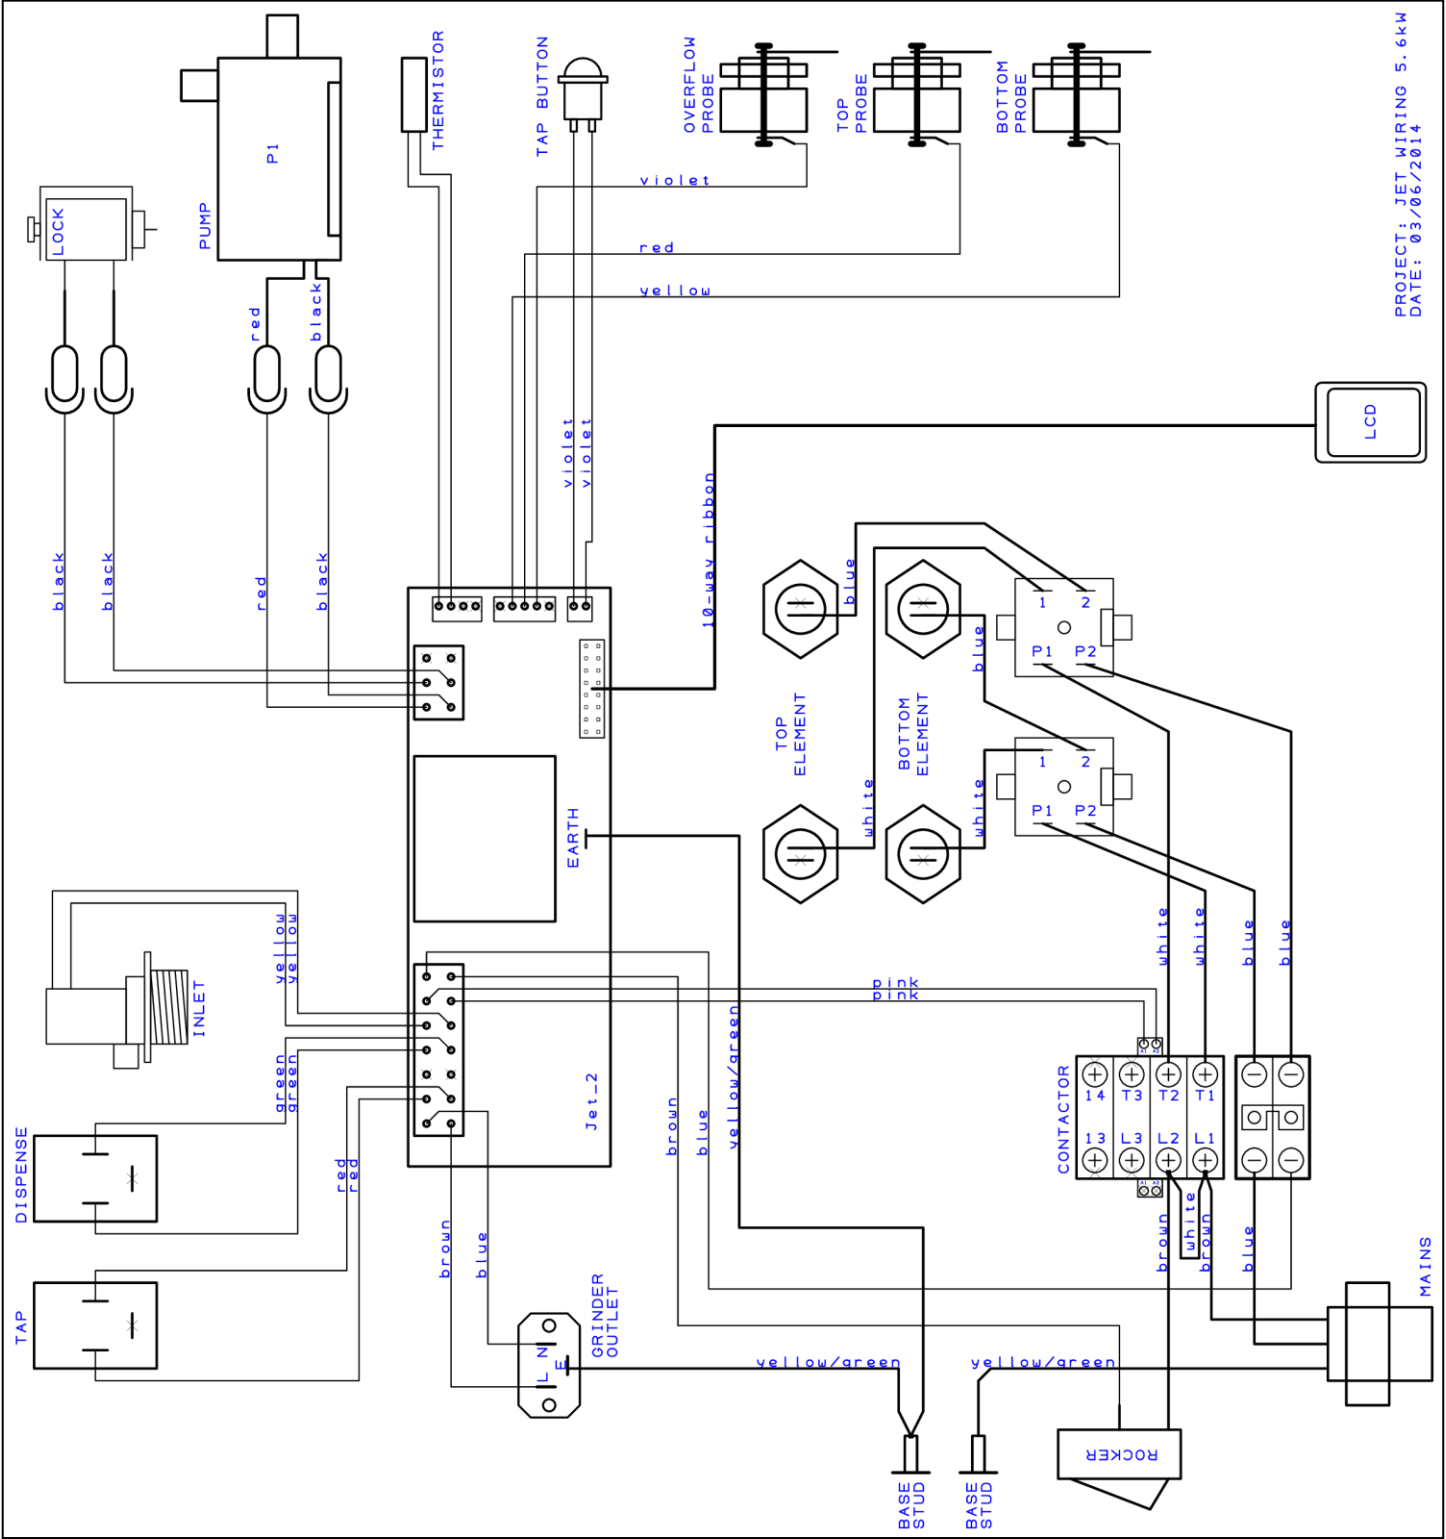 PROJECT: JET WIRING 5.6kW
DATE: 03/06/2014
LOCK
PUMP
P1
THERMISTOR
TAP BUTTON
OVERFLOW
PROBE
TOP
PROBE
BOTTOM
PROBE
violet
red
yellow
red
black
violet
violet
10-way ribbon
LCD
black
black
red
black
blue
blue
TOP
ELEMENT
BOTTOM
ELEMENT
white
white
1
2
P1
P2
1
2
P1
P2
EARTH
Jet_2
yellow
yellow
INLET
green
green
DISPENSE
red
red
TAP
brown
blue
GRINDER
OUTLET
L
N
E
pink
pink
yellow/green
brown
blue
white
white
blue
blue
CONTACTOR
A1
A2
14
T3
T2
T1
13
L3
L2
L1
A1
A2
brown
white
brown
blue
MAINS
yellow/green
yellow/green
BASE
STUD
BASE
STUD
ROCKER